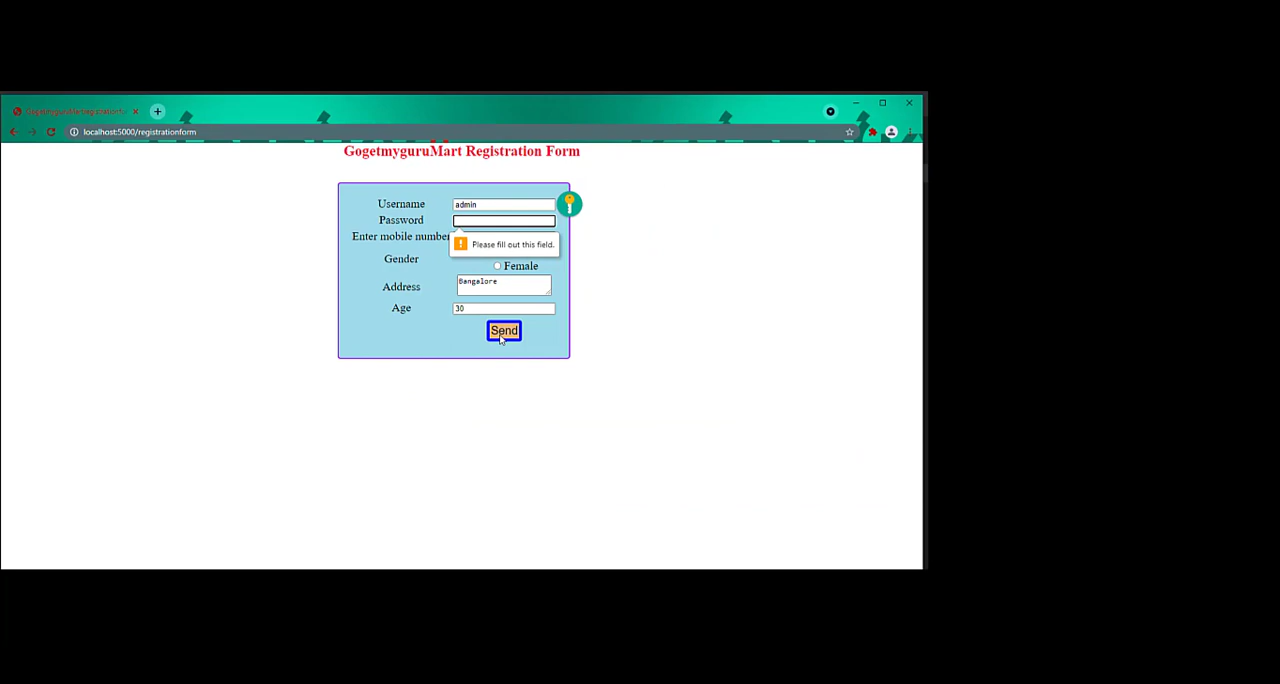 localhost:5000/registrationform
GogetmyguruMart Registration Form
Username admin
Password
Enter mobile number
Please fill out this field.
Gender
Female
Address Bangalore
Age 30
Send